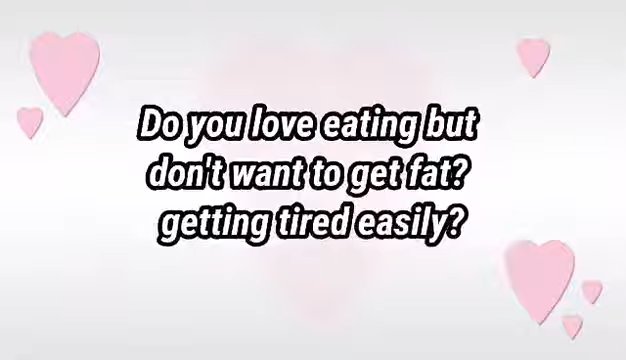 Do you love eating but
don't want to get fat?
getting tired easily?